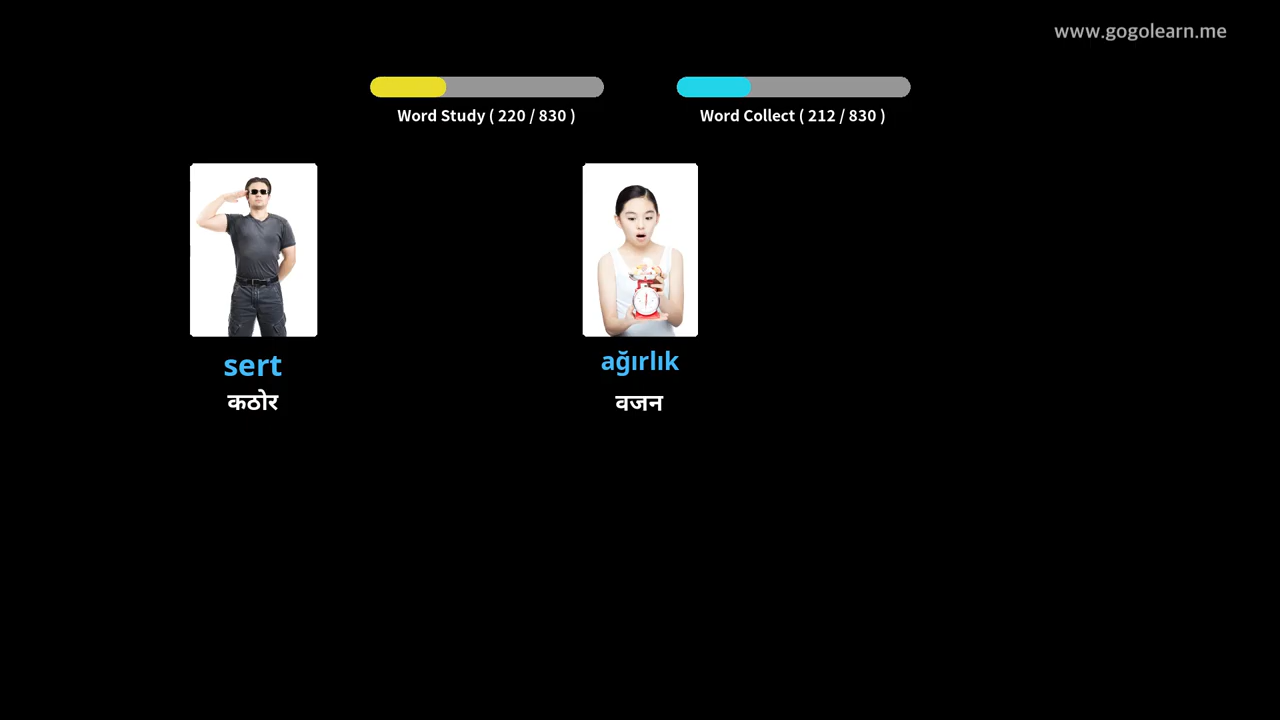 www.gogolearn.me
Word Study ( 220 / 830 )
Word Collect ( 212 / 830 )
sert
कठोर
ağırlık
वजन